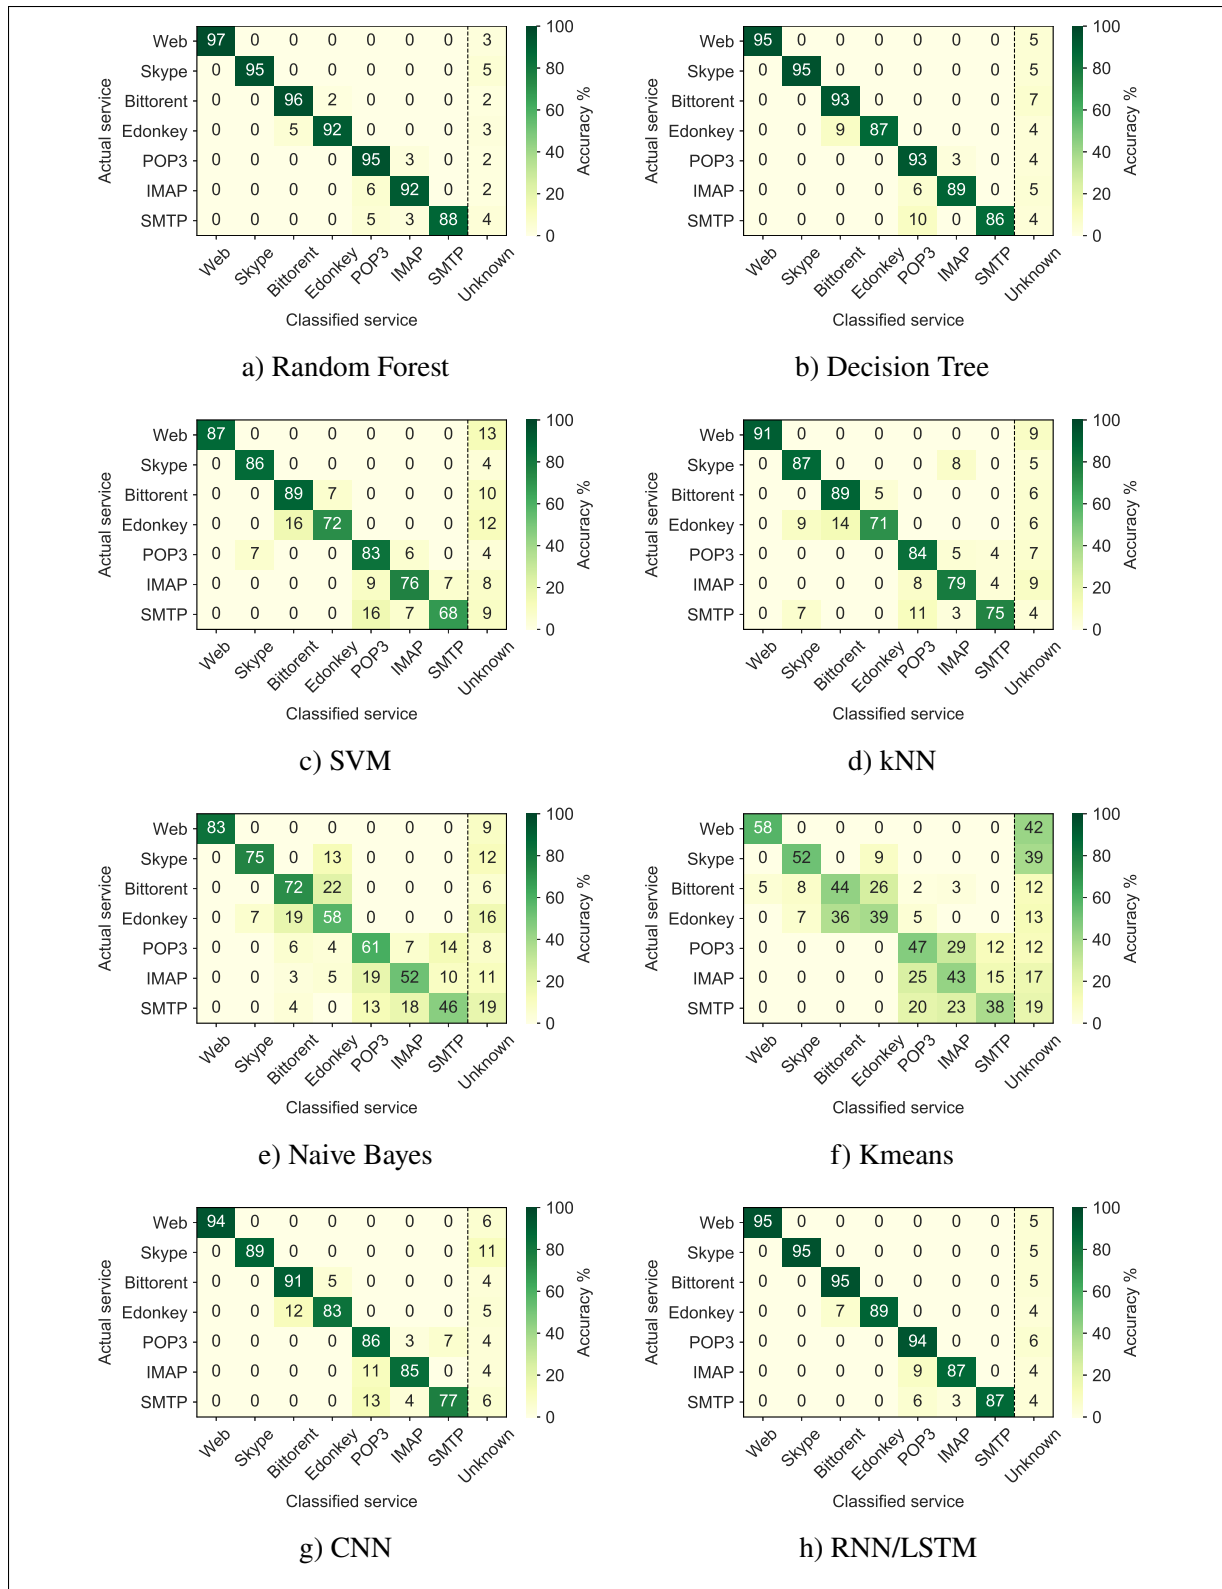 Actual service
Web 97 0 0 0 0 0 0 3
Skype 0 95 0 0 0 0 0 5
Bittorent 0 0 96 2 0 0 0 2
Edonkey 0 0 5 92 0 0 0 3
POP3 0 0 0 0 95 3 0 2
IMAP 0 0 0 0 6 92 0 2
SMTP 0 0 0 0 5 3 88 4
Web Skype Bittorent Edonkey POP3 IMAP SMTP Unknown
Classified service
100
80
60
40
20
0
Accuracy %
a) Random Forest
Actual service
Web 95 0 0 0 0 0 0 5
Skype 0 95 0 0 0 0 0 5
Bittorent 0 0 93 0 0 0 0 7
Edonkey 0 0 9 87 0 0 0 4
POP3 0 0 0 0 93 3 0 4
IMAP 0 0 0 0 6 89 0 5
SMTP 0 0 0 0 10 0 86 4
Web Skype Bittorent Edonkey POP3 IMAP SMTP Unknown
Classified service
100
80
60
40
20
0
Accuracy %
b) Decision Tree
Actual service
Web 87 0 0 0 0 0 0 13
Skype 0 86 0 0 0 0 0 4
Bittorent 0 0 89 7 0 0 0 10
Edonkey 0 0 16 72 0 0 0 12
POP3 0 7 0 0 83 6 0 4
IMAP 0 0 0 0 9 76 7 8
SMTP 0 0 0 0 16 7 68 9
Web Skype Bittorent Edonkey POP3 IMAP SMTP Unknown
Classified service
100
80
60
40
20
0
Accuracy %
c) SVM
Actual service
Web 91 0 0 0 0 0 0 9
Skype 0 87 0 0 0 8 0 5
Bittorent 0 0 89 5 0 0 0 6
Edonkey 0 9 14 71 0 0 0 6
POP3 0 0 0 0 84 5 4 7
IMAP 0 0 0 0 8 79 4 9
SMTP 0 7 0 0 11 3 75 4
Web Skype Bittorent Edonkey POP3 IMAP SMTP Unknown
Classified service
100
80
60
40
20
0
Accuracy %
d) kNN
Actual service
Web 83 0 0 0 0 0 0 9
Skype 0 75 0 13 0 0 0 12
Bittorent 0 0 72 22 0 0 0 6
Edonkey 0 7 19 58 0 0 0 16
POP3 0 0 6 4 61 7 14 8
IMAP 0 0 3 5 19 52 10 11
SMTP 0 0 4 0 13 18 46 19
Web Skype Bittorent Edonkey POP3 IMAP SMTP Unknown
Classified service
100
80
60
40
20
0
Accuracy %
e) Naive Bayes
Actual service
Web 58 0 0 0 0 0 0 42
Skype 0 52 0 9 0 0 0 39
Bittorent 5 8 44 26 2 3 0 12
Edonkey 0 7 36 39 5 0 0 13
POP3 0 0 0 0 47 29 12 12
IMAP 0 0 0 0 25 43 15 17
SMTP 0 0 0 0 20 23 38 19
Web Skype Bittorent Edonkey POP3 IMAP SMTP Unknown
Classified service
100
80
60
40
20
0
Accuracy %
f) Kmeans
Actual service
Web 94 0 0 0 0 0 0 6
Skype 0 89 0 0 0 0 0 11
Bittorent 0 0 91 5 0 0 0 4
Edonkey 0 0 12 83 0 0 0 5
POP3 0 0 0 0 86 3 7 4
IMAP 0 0 0 0 11 85 0 4
SMTP 0 0 0 0 13 4 77 6
Web Skype Bittorent Edonkey POP3 IMAP SMTP Unknown
Classified service
100
80
60
40
20
0
Accuracy %
g) CNN
Actual service
Web 95 0 0 0 0 0 0 5
Skype 0 95 0 0 0 0 0 5
Bittorent 0 0 95 0 0 0 0 5
Edonkey 0 0 7 89 0 0 0 4
POP3 0 0 0 0 94 0 0 6
IMAP 0 0 0 0 9 87 0 4
SMTP 0 0 0 0 6 3 87 4
Web Skype Bittorent Edonkey POP3 IMAP SMTP Unknown
Classified service
100
80
60
40
20
0
Accuracy %
h) RNN/LSTM